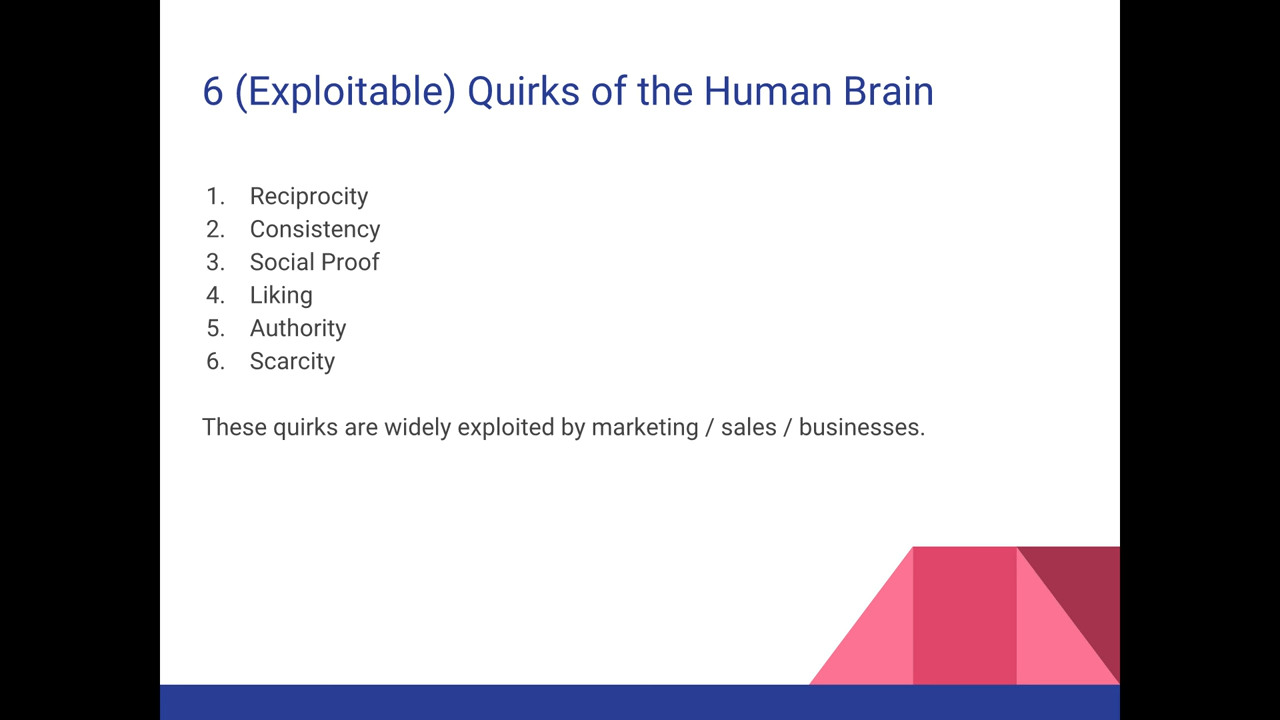 6 (Exploitable) Quirks of the Human Brain
1. Reciprocity
2. Consistency
3. Social Proof
4. Liking
5. Authority
6. Scarcity
These quirks are widely exploited by marketing / sales / businesses.